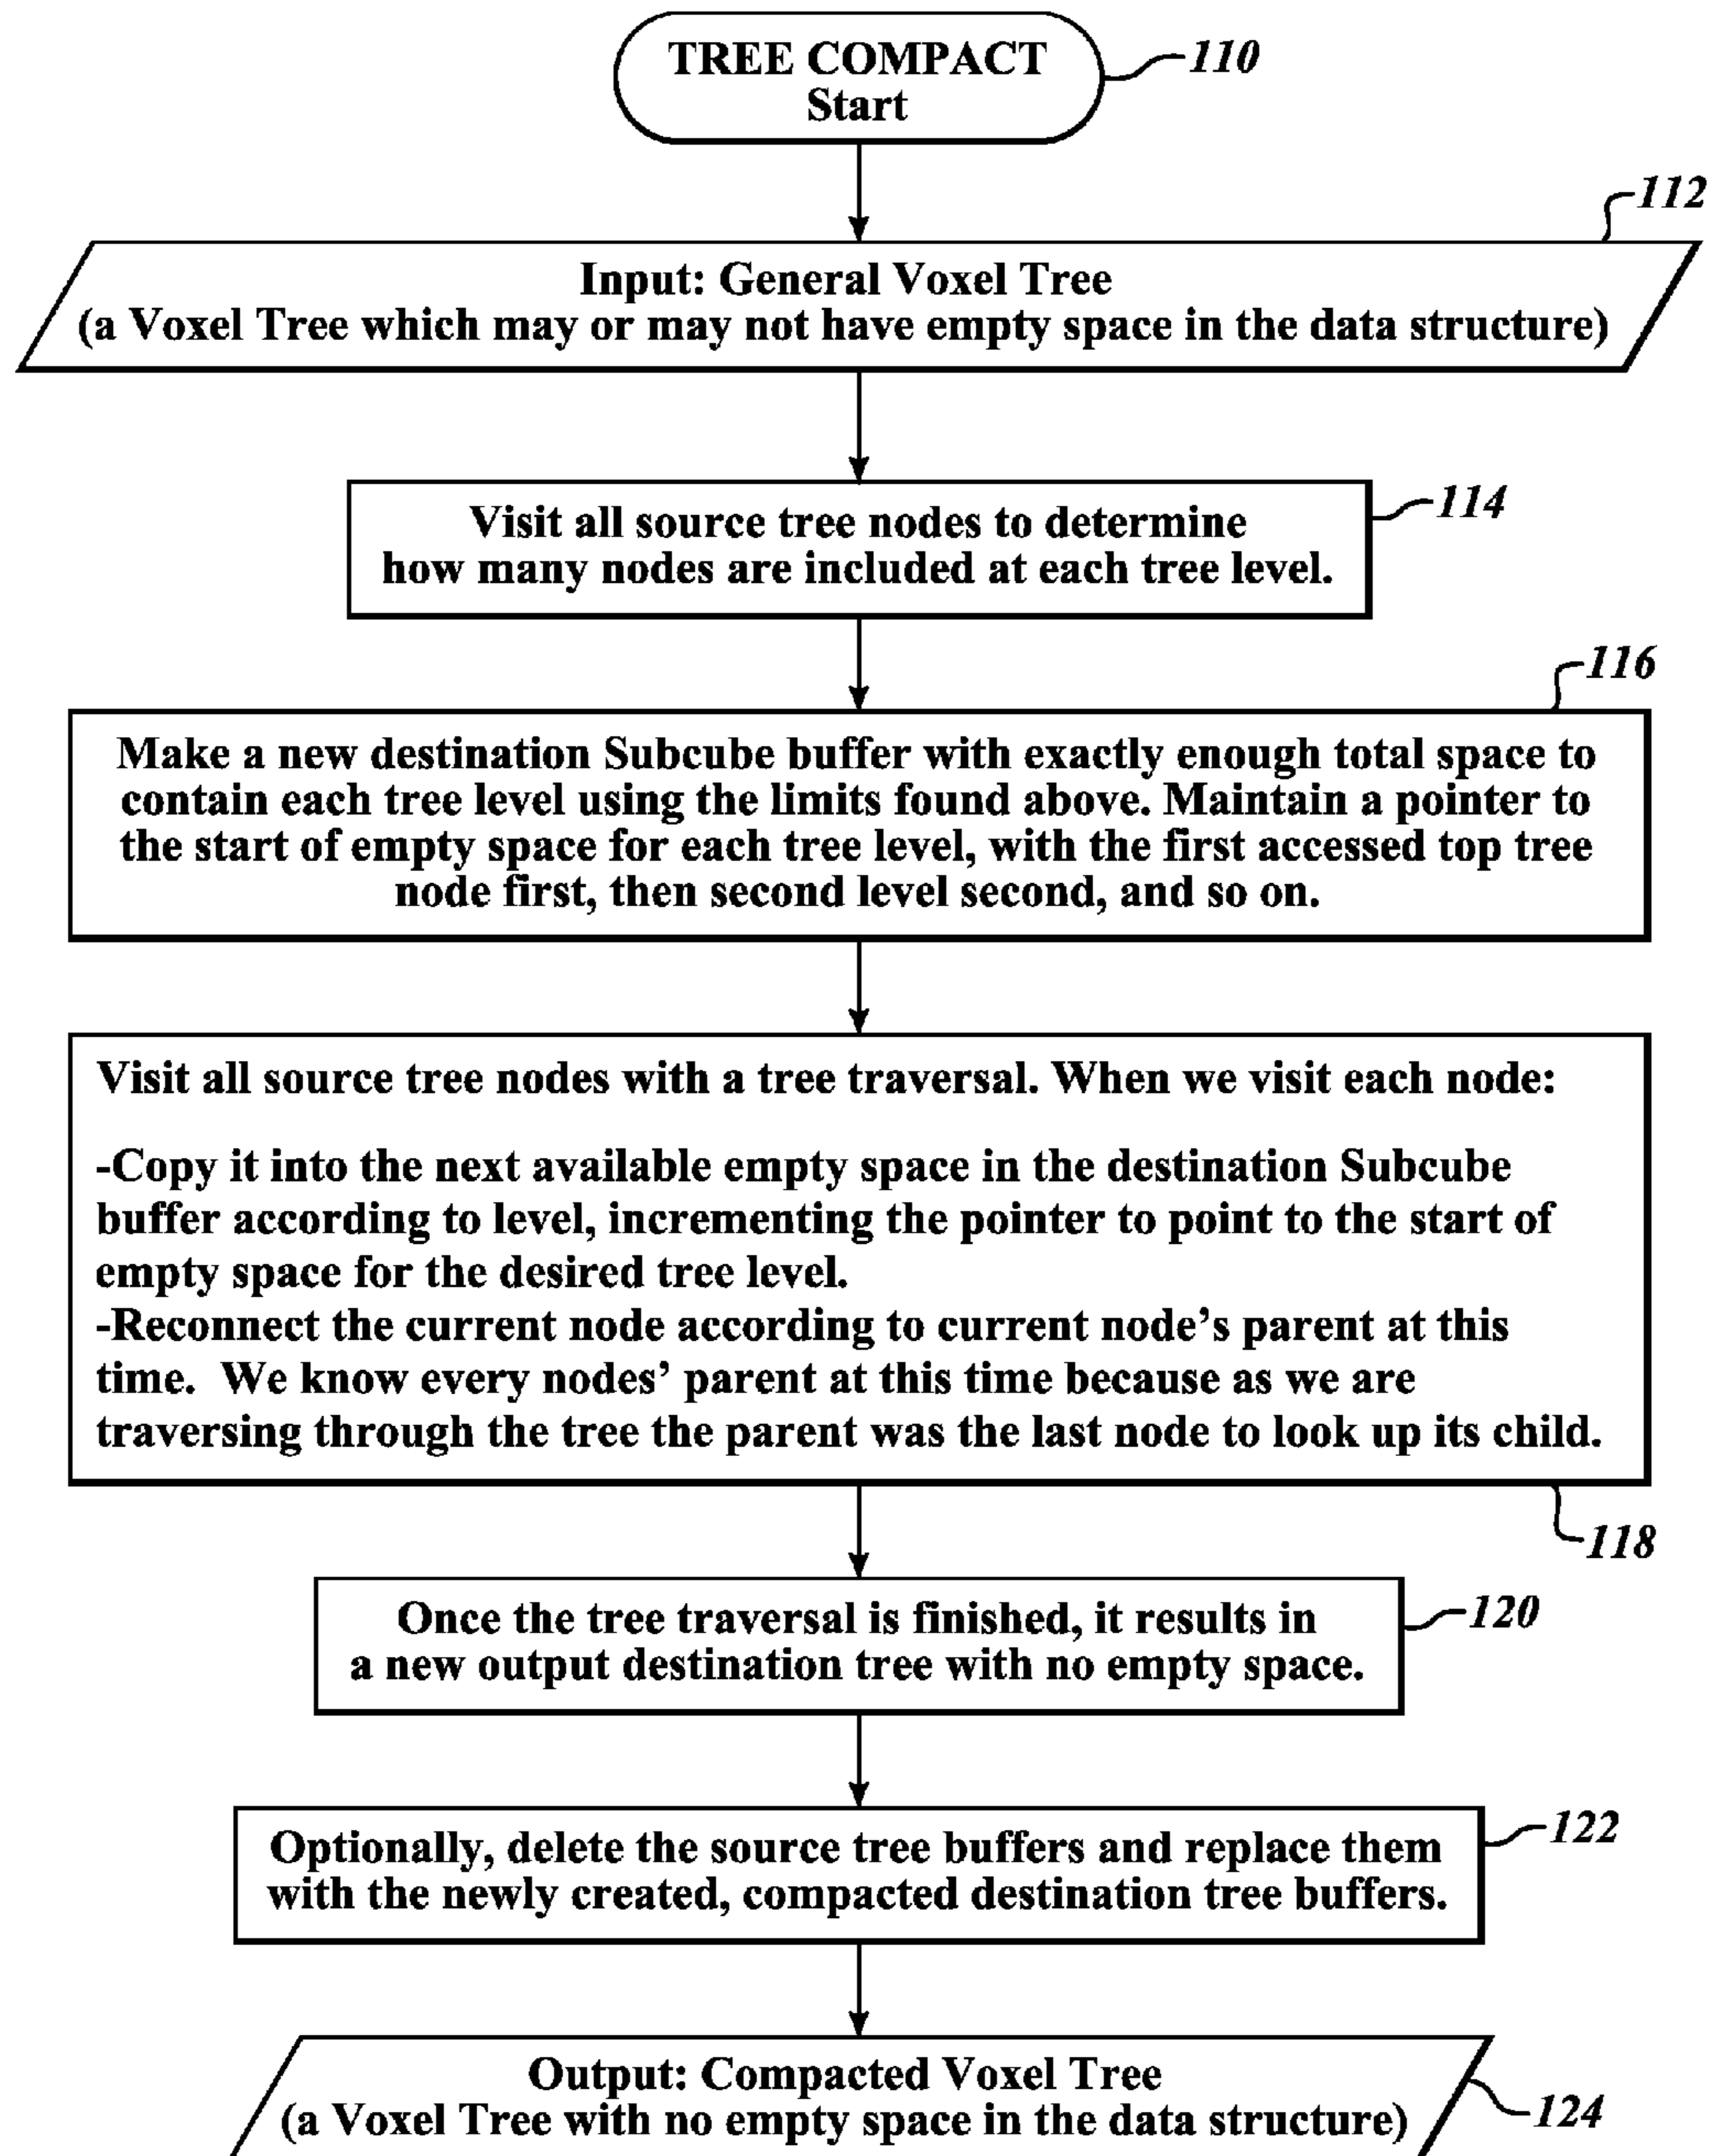 TREE COMPACT
Start
110
112
Input: General Voxel Tree
(a Voxel Tree which may or may not have empty space in the data structure)
114
Visit all source tree nodes to determine
how many nodes are included at each tree level.
116
Make a new destination Subcube buffer with exactly enough total space to
contain each tree level using the limits found above. Maintain a pointer to
the start of empty space for each tree level, with the first accessed top tree
node first, then second level second, and so on.
Visit all source tree nodes with a tree traversal. When we visit each node:
-Copy it into the next available empty space in the destination Subcube
buffer according to level, incrementing the pointer to point to the start of
empty space for the desired tree level.
-Reconnect the current node according to current node's parent at this
time. We know every nodes' parent at this time because as we are
traversing through the tree the parent was the last node to look up its child.
118
Once the tree traversal is finished, it results in
a new output destination tree with no empty space.
120
Optionally, delete the source tree buffers and replace them
with the newly created, compacted destination tree buffers.
122
Output: Compacted Voxel Tree
(a Voxel Tree with no empty space in the data structure)
124